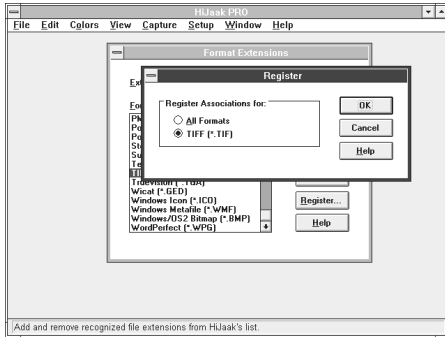 HiJaak PRO
File Edit Colors View Capture Setup Window Help
Format Extensions
Register
Register Associations for:
All Formats
TIFF (*.TIF)
OK
Cancel
Help
Truevision (*.TGA)
Wicat (*.GED)
Windows Icon (*.ICO)
Windows Metafile (*.WMF)
Windows/OS2 Bitmap (*.BMP)
WordPerfect (*.WPG)
Register...
Help
Add and remove recognized file extensions from HiJaak's list.